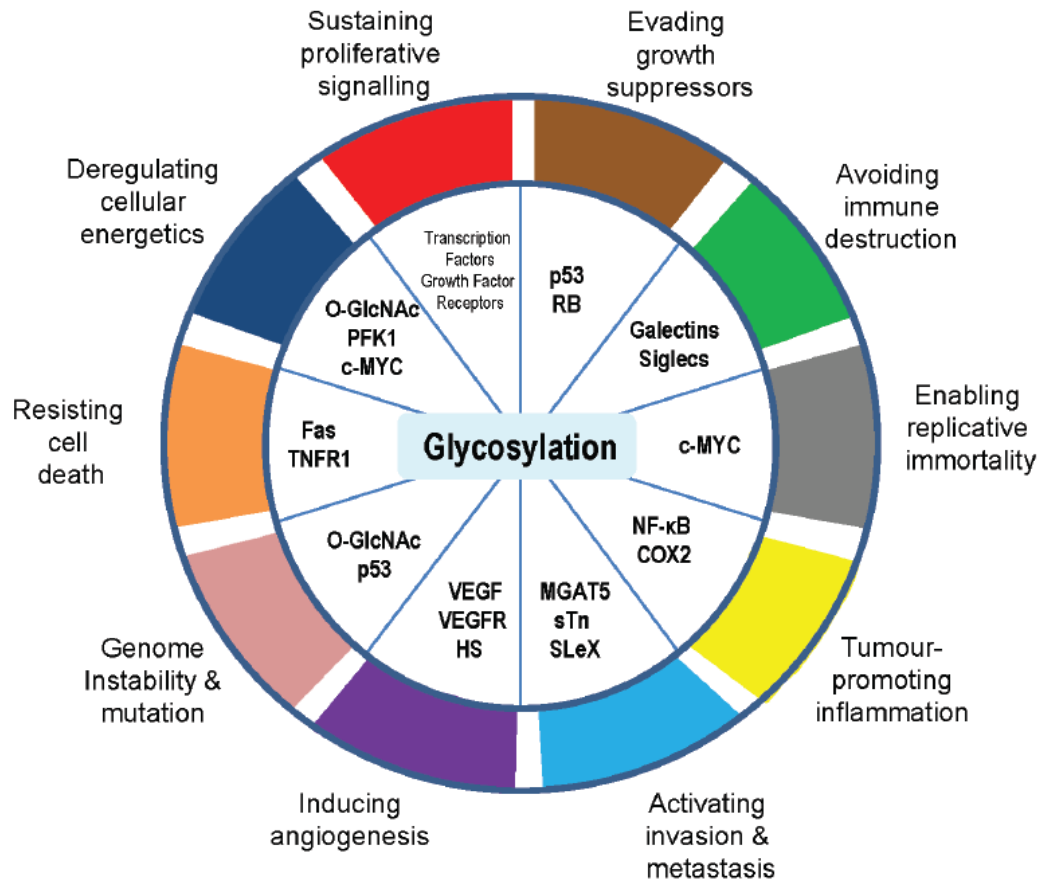 Sustaining
proliferative
signalling
Evading
growth
suppressors
Deregulating
cellular
energetics
Avoiding
immune
destruction
Transcription
Factors
Growth Factor
Receptors
p53
RB
O-GlcNAc
PFK1
c-MYC
Galectins
Siglecs
Resisting
cell
death
Fas
TNFR1
Glycosylation
c-MYC
Enabling
replicative
immortality
O-GlcNAc
p53
VEGF
VEGFR
HS
MGAT5
sTn
SLeX
NF-κB
COX2
Genome
Instability &
mutation
Tumour-
promoting
inflammation
Inducing
angiogenesis
Activating
invasion &
metastasis